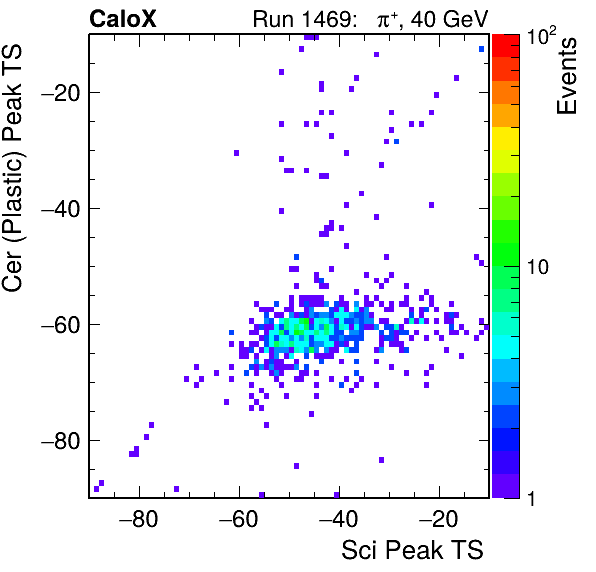 CaloX Run 1469: π⁺, 40 GeV
Cer (Plastic) Peak TS
−20
−40
−60
−80
−80 −60 −40 −20
Sci Peak TS
10²
10
1
Events